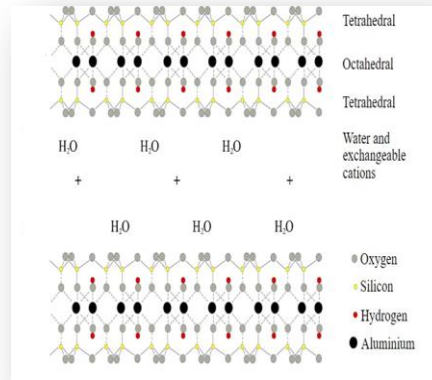 Tetrahedral
Octahedral
Tetrahedral
H₂O H₂O H₂O
Water and
exchangeable
cations
+ + +
H₂O H₂O H₂O
Oxygen
Silicon
Hydrogen
Aluminium